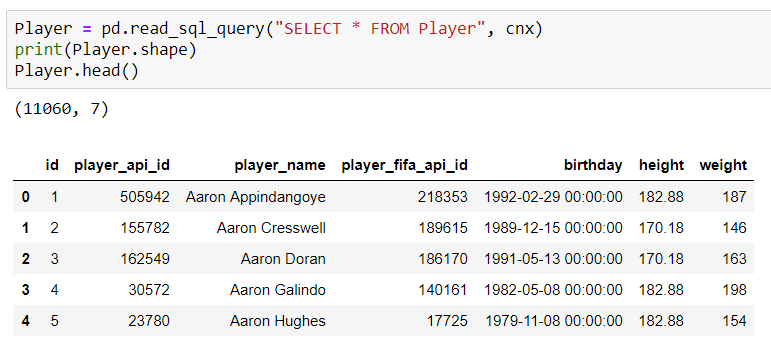 Player = pd.read_sql_query("SELECT * FROM Player", cnx)
print(Player.shape)
Player.head()
(11060, 7)
id player_api_id player_name player_fifa_api_id birthday height weight
0 1 505942 Aaron Appindangoye 218353 1992-02-29 00:00:00 182.88 187
1 2 155782 Aaron Cresswell 189615 1989-12-15 00:00:00 170.18 146
2 3 162549 Aaron Doran 186170 1991-05-13 00:00:00 170.18 163
3 4 30572 Aaron Galindo 140161 1982-05-08 00:00:00 182.88 198
4 5 23780 Aaron Hughes 17725 1979-11-08 00:00:00 182.88 154